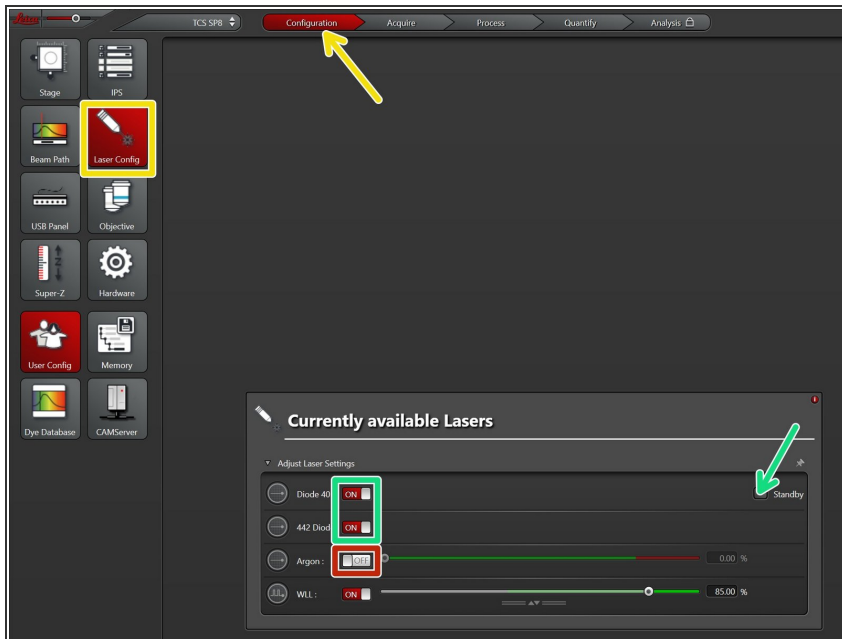 Leica
TCS SP8
Configuration
Acquire
Process
Quantify
Analysis
Stage
IPS
Beam Path
Laser Config
USB Panel
Objective
Super-Z
Z
Hardware
User Config
Memory
Dye Database
CAMServer
Currently available Lasers
Adjust Laser Settings
Diode 40 ON Standby
442 Diod ON
Argon : OFF 0.00 %
WLL : ON 85.00 %